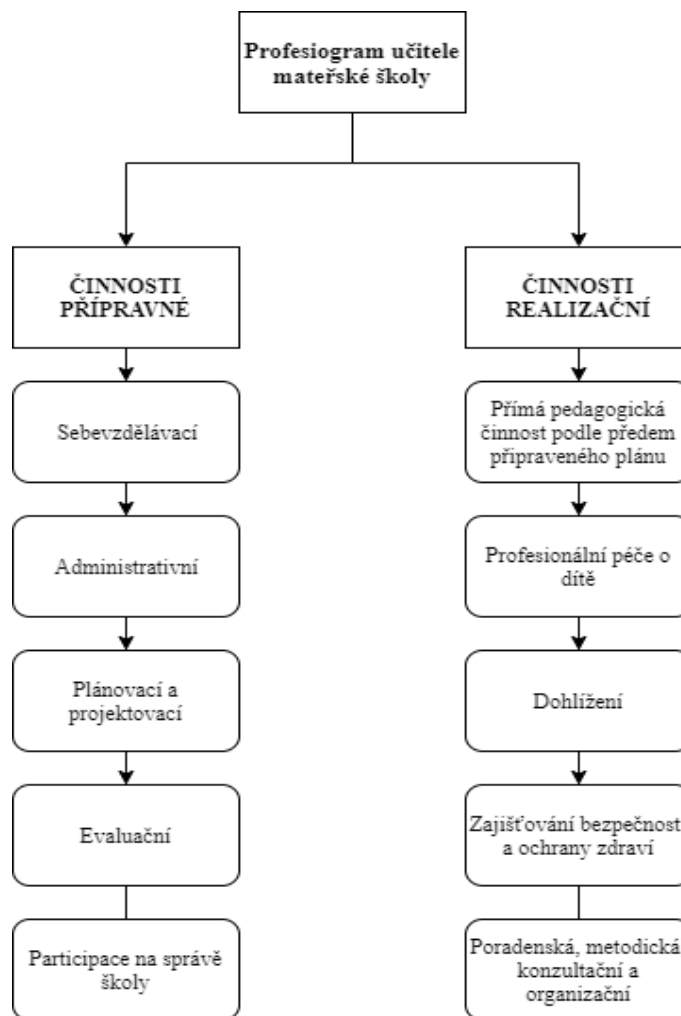 Profesiogram učitele
mateřské školy
ČINNOSTI
PŘÍPRAVNÉ
Sebevzdělávací
Administrativní
Plánovací a
projektovací
Evaluační
Participace na správě
školy
ČINNOSTI
REALIZAČNÍ
Přímá pedagogická
činnost podle předem
připraveného plánu
Profesionální péče o
dítě
Dohlížení
Zajišťování bezpečnost
a ochrany zdraví
Poradenská, metodická
konzultační a
organizační